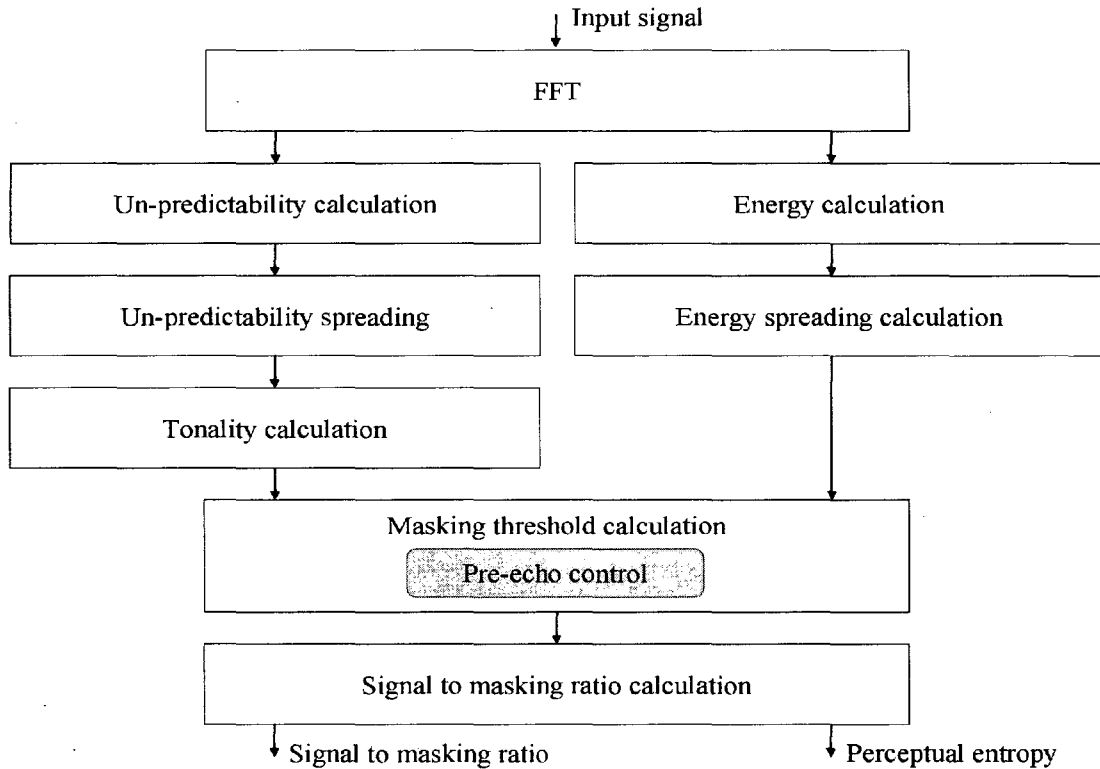 Input signal
FFT
Un-predictability calculation
Energy calculation
Un-predictability spreading
Energy spreading calculation
Tonality calculation
Masking threshold calculation
Pre-echo control
Signal to masking ratio calculation
Signal to masking ratio
Perceptual entropy